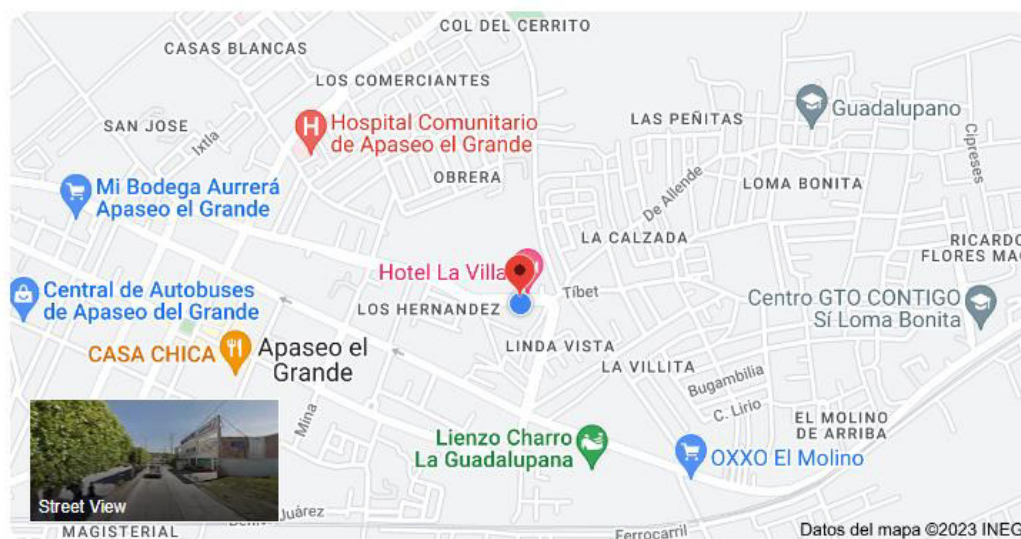 COL DEL CERRITO
CASAS BLANCAS
LOS COMERCIANTES
Guadalupano
SAN JOSE
Ixtla
Hospital Comunitario
de Apaseo el Grande
LAS PEÑITAS
Cipreses
OBRERA
Mi Bodega Aurrerá
Apaseo el Grande
De Allende
LOMA BONITA
LA CALZADA
RICARDO
FLORES MAG
Hotel La Villa
Tíbet
Central de Autobuses
de Apaseo del Grande
LOS HERNANDEZ
Centro GTO CONTIGO
Sí Loma Bonita
CASA CHICA
Apaseo el
Grande
LINDA VISTA
LA VILLITA
Bugambilia
C. Lirio
Mina
EL MOLINO
DE ARRIBA
Lienzo Charro
La Guadalupana
OXXO El Molino
Street View
Juárez
MAGISTERIAL
Ferrocarril
Datos del mapa ©2023 INEG